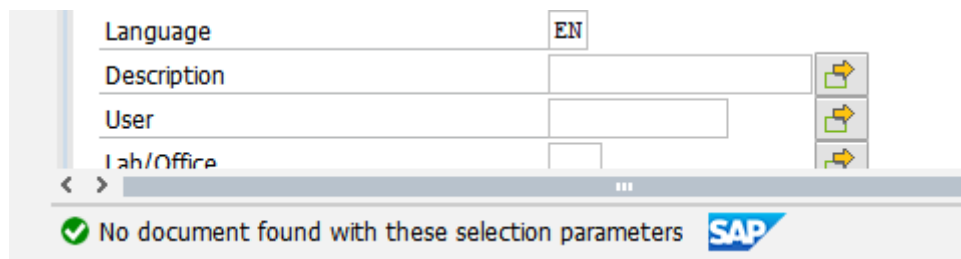 Language EN
Description
User
Lab/Office
No document found with these selection parameters SAP